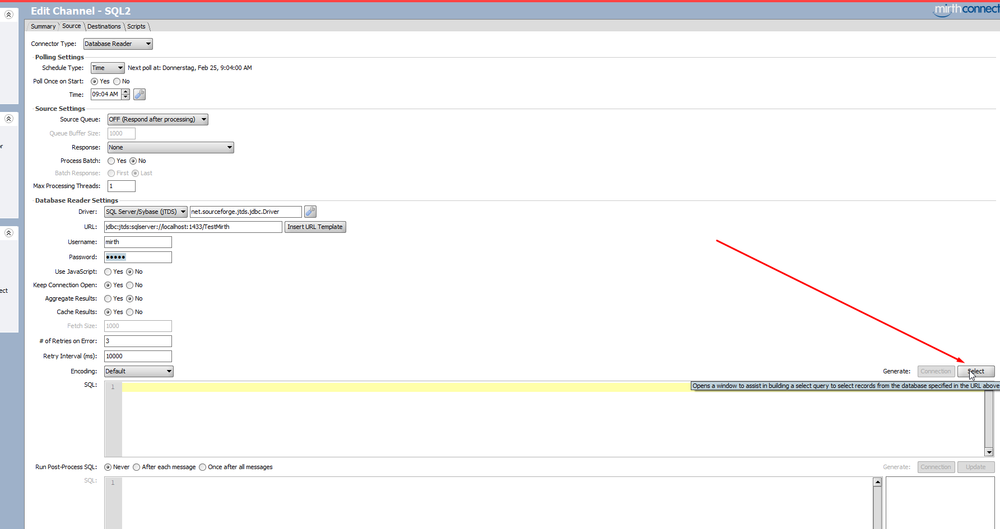 Edit Channel - SQL2
mirthconnect
Summary Source Destinations Scripts
Connector Type: Database Reader
Polling Settings
Schedule Type: Time Next poll at: Donnerstag, Feb 25, 9:04:00 AM
Poll Once on Start: Yes No
Time: 09:04 AM
Source Settings
Source Queue: OFF (Respond after processing)
Queue Buffer Size: 1000
or
Response: None
Process Batch: Yes No
Batch Response: First Last
Max Processing Threads: 1
Database Reader Settings
Driver: SQL Server/Sybase (jTDS) net.sourceforge.jtds.jdbc.Driver
URL: jdbc:jtds:sqlserver://localhost:1433/TestMirth Insert URL Template
Username: mirth
Password: ●●●●●
Use JavaScript: Yes No
Keep Connection Open: Yes No
ect
Aggregate Results: Yes No
Cache Results: Yes No
Fetch Size: 1000
# of Retries on Error: 3
Retry Interval (ms): 10000
Encoding: Default Generate: Connection Select
SQL: 1 Opens a window to assist in building a select query to select records from the database specified in the URL above
Run Post-Process SQL: Never After each message Once after all messages Generate: Connection Update
SQL: 1